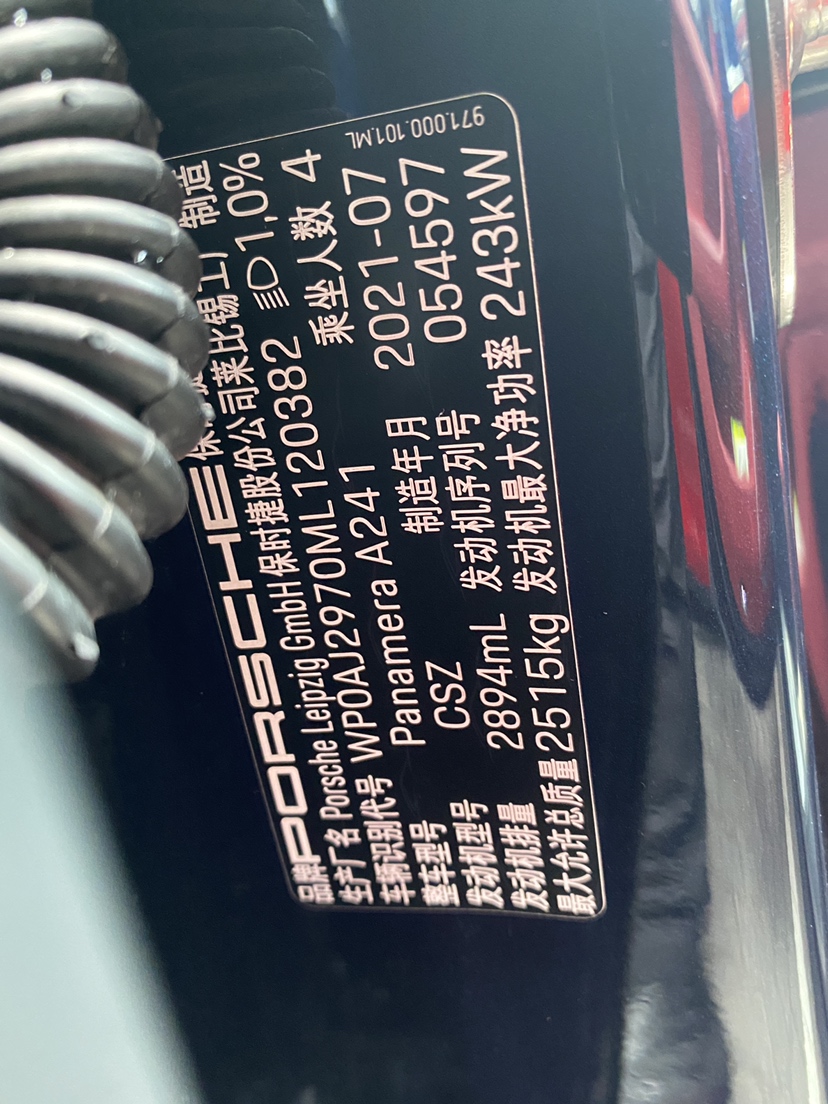 971.000.101.ML
品牌 PORSCHE 保时捷 制造
生产厂名 Porsche Leipzig GmbH 保时捷股份公司莱比锡工厂
车辆识别代号 WP0AJ2970ML120382 1,0%
整车型号 Panamera A241 乘坐人数 4
发动机型号 CSZ 制造年月 2021-07
发动机排量 2894mL 发动机序列号 054597
最大允许总质量 2515kg 发动机最大净功率 243kW